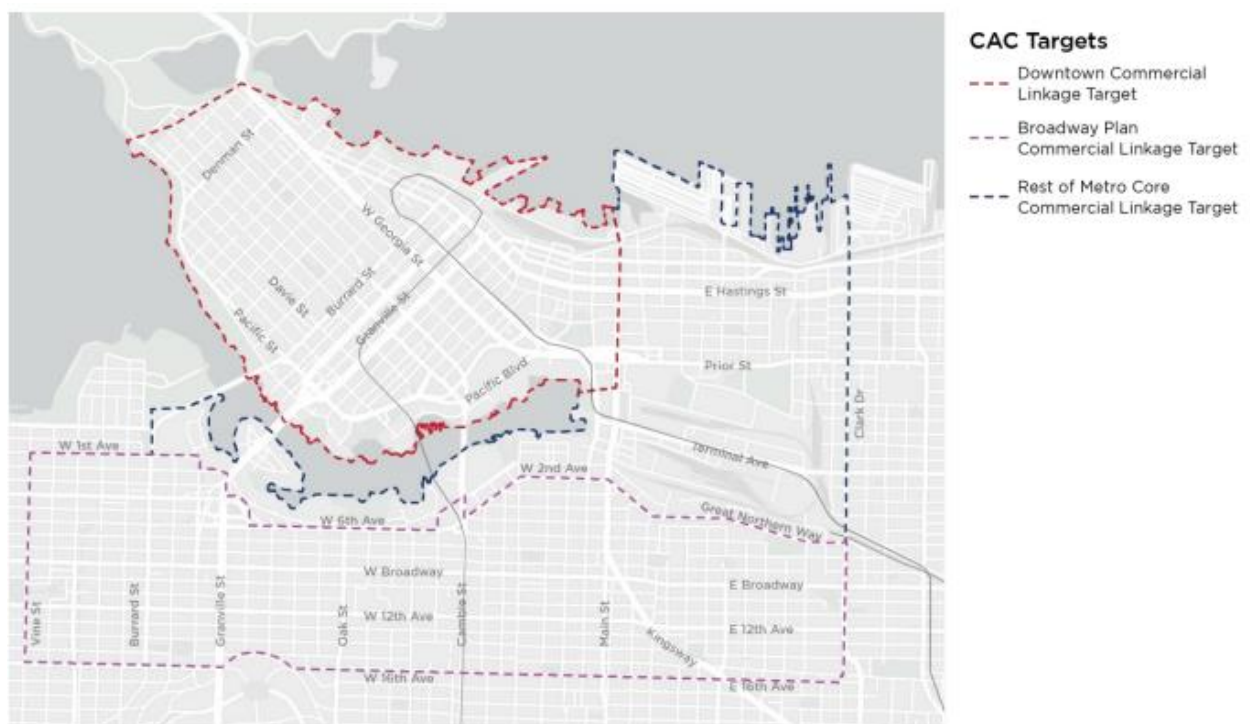 CAC Targets
Downtown Commercial
Linkage Target
Broadway Plan
Commercial Linkage Target
Rest of Metro Core
Commercial Linkage Target
Denman St
W Georgia St
Davie St
Burrard St
Granville St
Pacific St
Pacific Blvd
E Hastings St
Prior St
Clark Dr
Terminal Ave
W 1st Ave
W 2nd Ave
W 6th Ave
Great Northern Way
W Broadway
E Broadway
Vine St
Burrard St
Granville St
Oak St
Cambie St
Main St
W 12th Ave
E 12th Ave
Kingsway
W 16th Ave
E 16th Ave